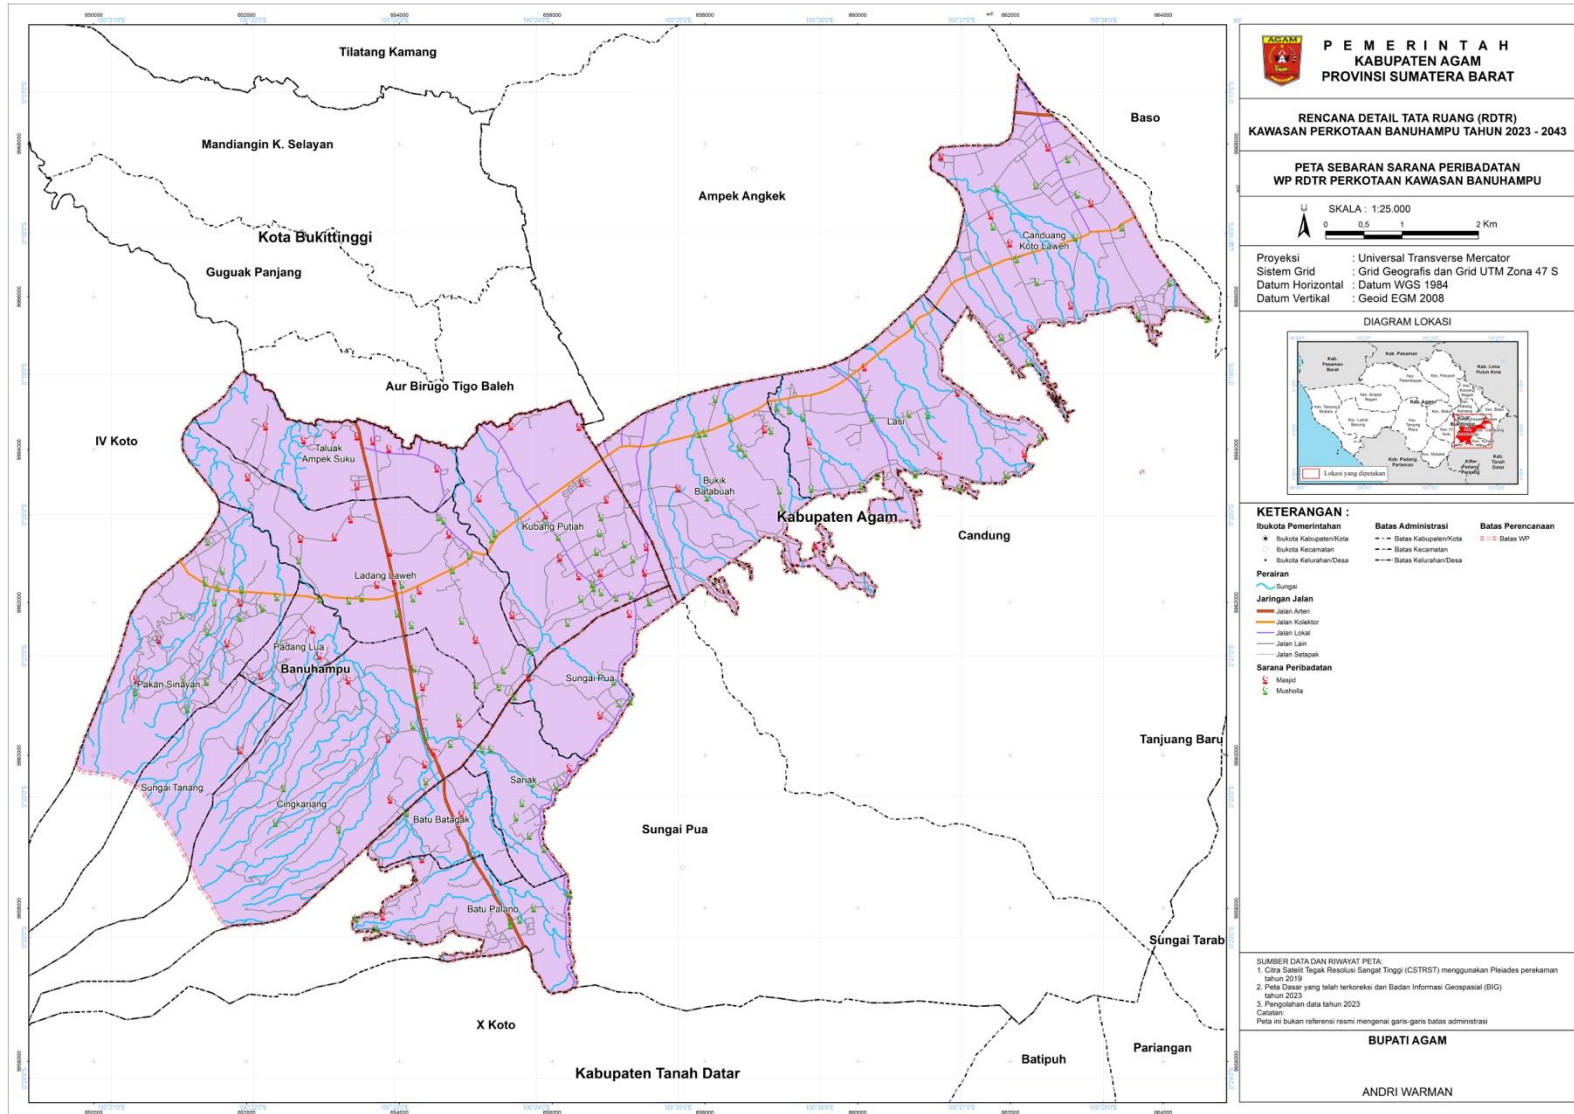 650000
652000
654000
656000
658000
660000
662000
664000
Tilatang Kamang
Mandiangin K. Selayan
Baso
Ampek Angkek
Kota Bukittinggi
Guguak Panjang
Canduang
Koto Laweh
Aur Birugo Tigo Baleh
IV Koto
Taluak
Ampek Suku
Lasi
Bukik
Batabuah
Kubang Putiah
Kabupaten Agam
Candung
Ladang Laweh
Padang Lua
Banuhampu
Pakan Sinayan
Sungai Pua
Tanjuang Baru
Sungai Tanang
Cingkariang
Sariak
Batu Batagak
Sungai Pua
Batu Palano
Sungai Tarab
X Koto
Batipuh
Pariangan
Kabupaten Tanah Datar
AGAM
PEMERINTAH
KABUPATEN AGAM
PROVINSI SUMATERA BARAT
RENCANA DETAIL TATA RUANG (RDTR)
KAWASAN PERKOTAAN BANUHAMPU TAHUN 2023 - 2043
PETA SEBARAN SARANA PERIBADATAN
WP RDTR PERKOTAAN KAWASAN BANUHAMPU
U
SKALA : 1:25.000
0 0,5 1 2 Km
Proyeksi : Universal Transverse Mercator
Sistem Grid : Grid Geografis dan Grid UTM Zona 47 S
Datum Horizontal : Datum WGS 1984
Datum Vertikal : Geoid EGM 2008
DIAGRAM LOKASI
Lokasi yang dipetakan
KETERANGAN :
Ibukota Pemerintahan Batas Administrasi Batas Perencanaan
Ibukota Kabupaten/Kota Batas Kabupaten/Kota Batas WP
Ibukota Kecamatan Batas Kecamatan
Ibukota Kelurahan/Desa Batas Kelurahan/Desa
Perairan
Sungai
Jaringan Jalan
Jalan Arteri
Jalan Kolektor
Jalan Lokal
Jalan Lain
Jalan Setapak
Sarana Peribadatan
Masjid
Musholla
SUMBER DATA DAN RIWAYAT PETA:
1. Citra Satelit Tegak Resolusi Sangat Tinggi (CSTRST) menggunakan Pleiades perekaman
tahun 2019
2. Peta Dasar yang telah terkoreksi dari Badan Informasi Geospasial (BIG)
tahun 2023
3. Pengolahan data tahun 2023
Catatan:
Peta ini bukan referensi resmi mengenai garis-garis batas administrasi
BUPATI AGAM
ANDRI WARMAN